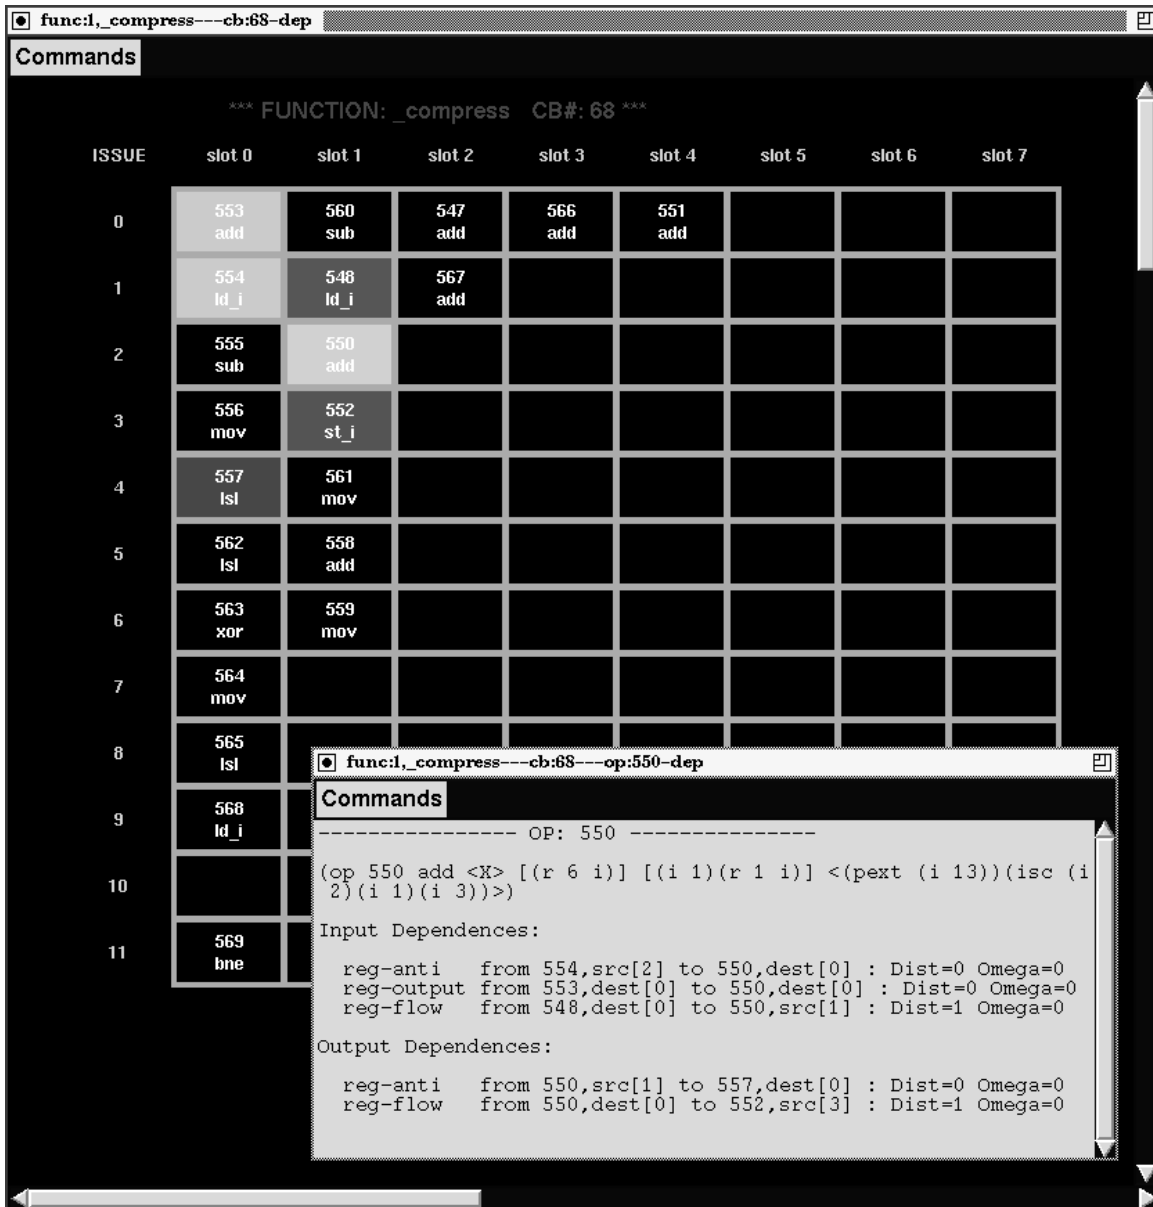 func:1,_compress---cb:68-dep
Commands
*** FUNCTION: _compress CB#: 68 ***
ISSUE slot 0 slot 1 slot 2 slot 3 slot 4 slot 5 slot 6 slot 7
0
553 560 547 566 551
add sub add add add
1
554 548 567
ld_i ld_i add
2
555 550
sub add
3
556 552
mov st_i
4
557 561
lsl mov
5
562 558
lsl add
6
563 559
xor mov
7
564
mov
8
565
lsl
9
568
ld_i
10
11
569
bne
func:1,_compress---cb:68---op:550-dep
Commands
---------------- OP: 550 ---------------
(op 550 add <X> [(r 6 i)] [(i 1)(r 1 i)] <(pext (i 13))(isc (i
2)(i 1)(i 3))>)
Input Dependences:
reg-anti from 554,src[2] to 550,dest[0] : Dist=0 Omega=0
reg-output from 553,dest[0] to 550,dest[0] : Dist=0 Omega=0
reg-flow from 548,dest[0] to 550,src[1] : Dist=1 Omega=0
Output Dependences:
reg-anti from 550,src[1] to 557,dest[0] : Dist=0 Omega=0
reg-flow from 550,dest[0] to 552,src[3] : Dist=1 Omega=0